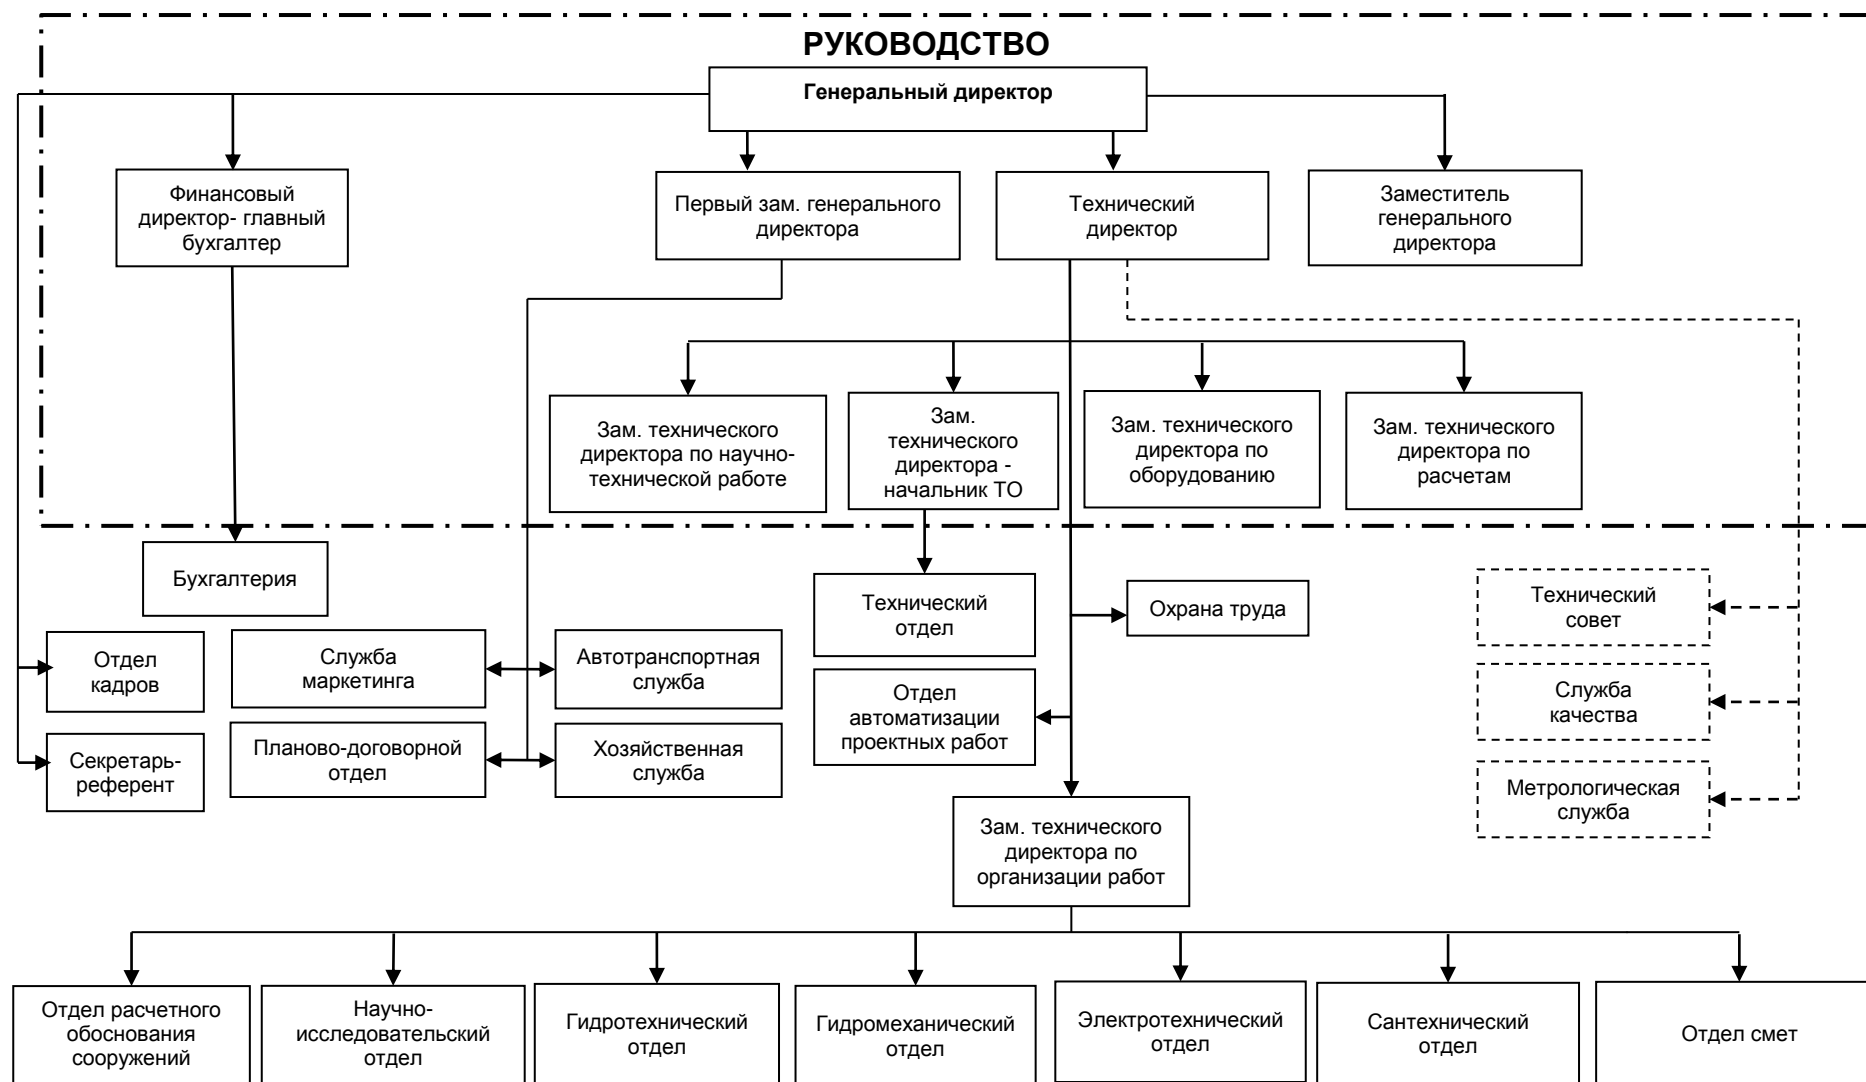 РУКОВОДСТВО
Генеральный директор
Финансовый
директор- главный
бухгалтер
Первый зам. генерального
директора
Технический
директор
Заместитель
генерального
директора
Зам. технического
директора по научно-
технической работе
Зам.
технического
директора -
начальник ТО
Зам. технического
директора по
оборудованию
Зам. технического
директора по
расчетам
Бухгалтерия
Технический
отдел
Охрана труда
Технический
совет
Отдел
кадров
Служба
маркетинга
Автотранспортная
служба
Отдел
автоматизации
проектных работ
Служба
качества
Секретарь-
референт
Планово-договорной
отдел
Хозяйственная
служба
Метрологическая
служба
Зам. технического
директора по
организации работ
Отдел расчетного
обоснования
сооружений
Научно-
исследовательский
отдел
Гидротехнический
отдел
Гидромеханический
отдел
Электротехнический
отдел
Сантехнический
отдел
Отдел смет